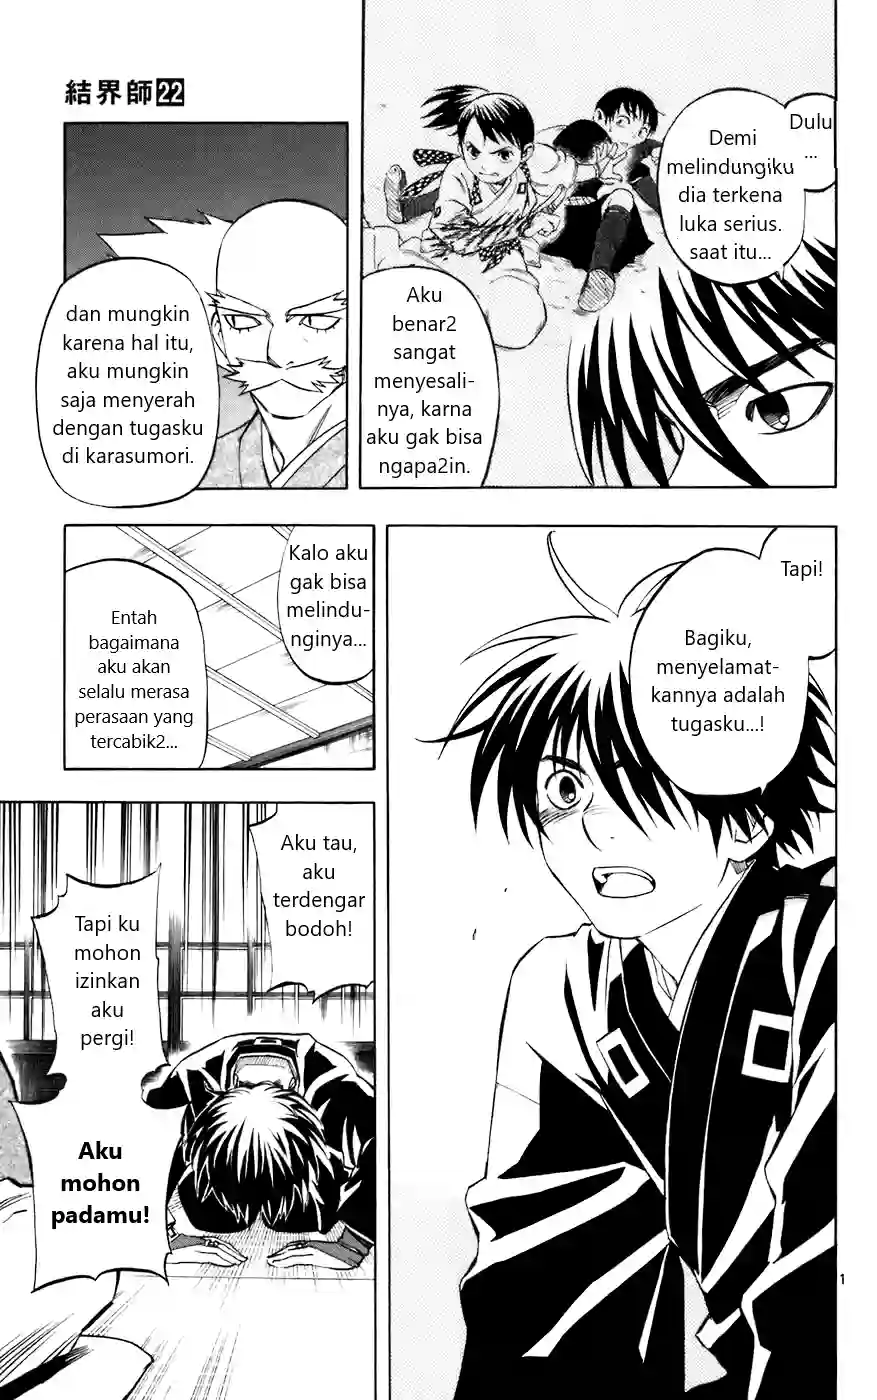 結界師22
Dulu
...
Demi
melindungiku
dia terkena
luka serius.
saat itu...
Aku
benar2
sangat
menyesali-
nya, karna
aku gak bisa
ngapa2in.
dan mungkin
karena hal itu,
aku mungkin
saja menyerah
dengan tugasku
di karasumori.
Tapi!
Bagiku,
menyelamat-
kannya adalah
tugasku...!
Kalo aku
gak bisa
melindu-
nginya...
Entah
bagaimana
aku akan
selalu merasa
perasaan yang
tercabik2...
Aku tau,
aku
terdengar
bodoh!
Tapi ku
mohon
izinkan
aku
pergi!
Aku
mohon
padamu!
1